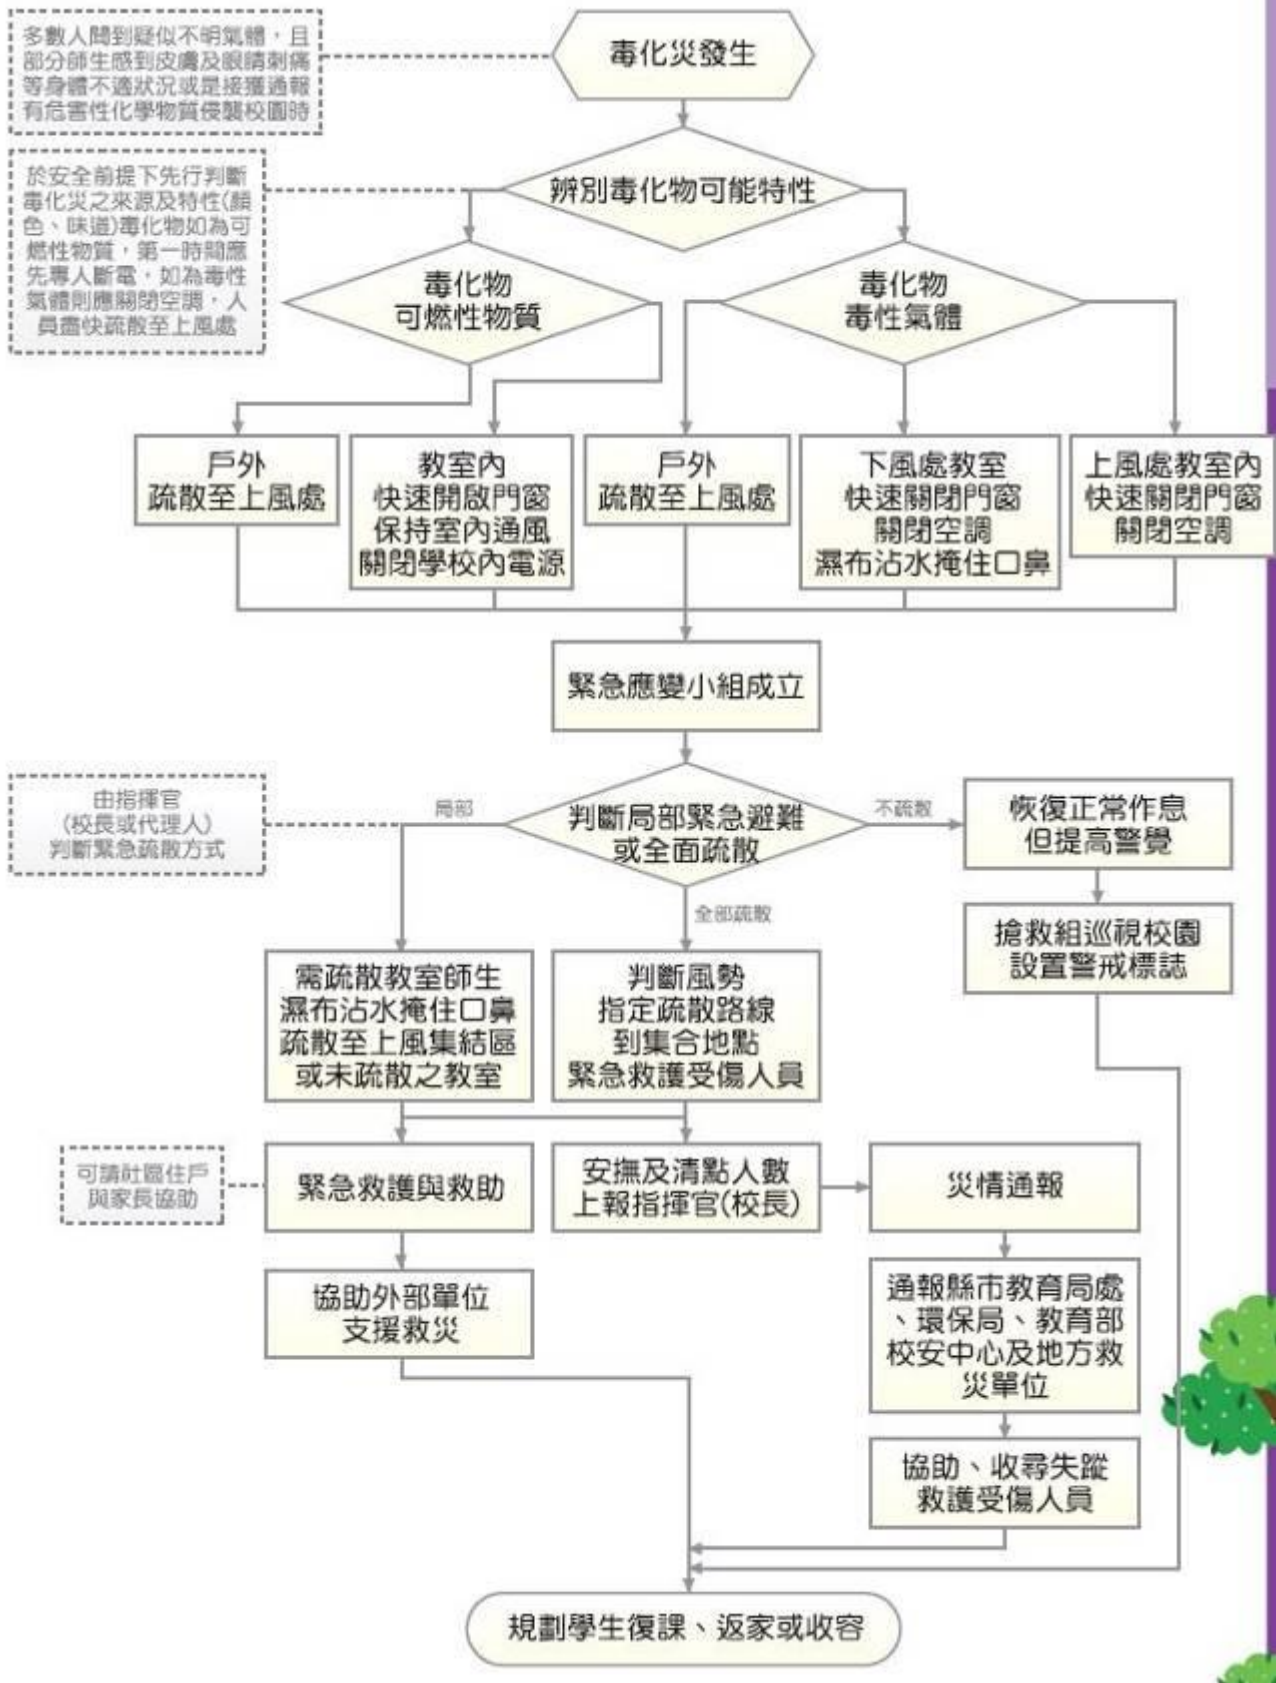 多數人聞到疑似不明氣體，且
部分師生感到皮膚及眼睛刺痛
等身體不適狀況或是接獲通報
有危害性化學物質侵襲校園時
毒化災發生
於安全前提下先行判斷
毒化災之來源及特性(顏
色、味道)毒化物如為可
燃性物質，第一時間應
先專人斷電，如為毒性
氣體則應關閉空調，人
員盡快疏散至上風處
辨別毒化物可能特性
毒化物
可燃性物質
毒化物
毒性氣體
戶外
疏散至上風處
教室內
快速開啟門窗
保持室內通風
關閉學校內電源
戶外
疏散至上風處
下風處教室
快速關閉門窗
關閉空調
濕布沾水掩住口鼻
上風處教室內
快速關閉門窗
關閉空調
緊急應變小組成立
由指揮官
(校長或代理人)
判斷緊急疏散方式
局部
判斷局部緊急避難
或全面疏散
不疏散
恢復正常作息
但提高警覺
全部疏散
搶救組巡視校園
設置警戒標誌
需疏散教室師生
濕布沾水掩住口鼻
疏散至上風集結區
或未疏散之教室
判斷風勢
指定疏散路線
到集合地點
緊急救護受傷人員
可請社區住戶
與家長協助
緊急救護與救助
安撫及清點人數
上報指揮官(校長)
災情通報
協助外部單位
支援救災
通報縣市教育局處
、環保局、教育部
校安中心及地方救
災單位
協助、收尋失蹤
救護受傷人員
規劃學生復課、返家或收容